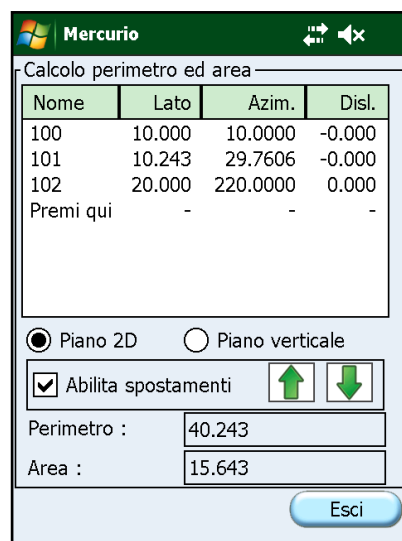 Mercurio
Calcolo perimetro ed area
Nome Lato Azim. Disl.
100 10.000 10.0000 -0.000
101 10.243 29.7606 -0.000
102 20.000 220.0000 0.000
Premi qui - - -
Piano 2D Piano verticale
Abilita spostamenti
Perimetro : 40.243
Area : 15.643
Esci